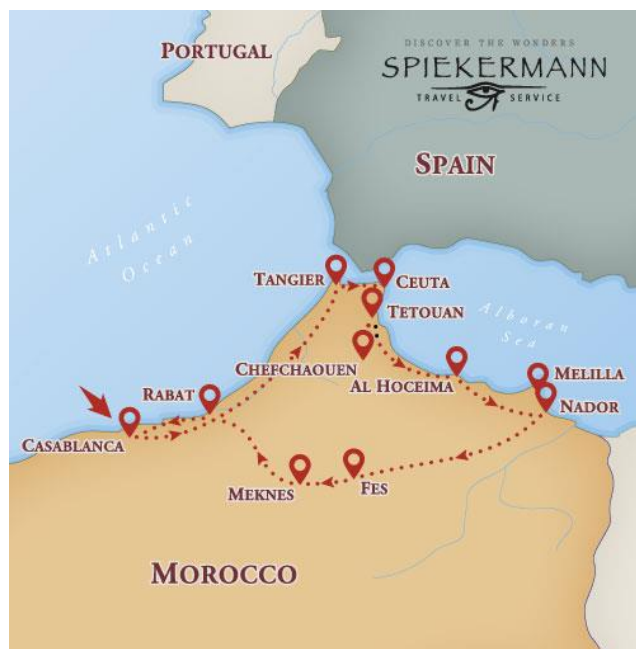 PORTUGAL
DISCOVER THE WONDERS
SPIEKERMANN
TRAVEL SERVICE
SPAIN
Atlantic
Ocean
TANGIER
CEUTA
TETOUAN
Alboran
Sea
CHEFCHAOUEN
AL HOCEIMA
MELILLA
NADOR
RABAT
CASABLANCA
MEKNES
FES
MOROCCO